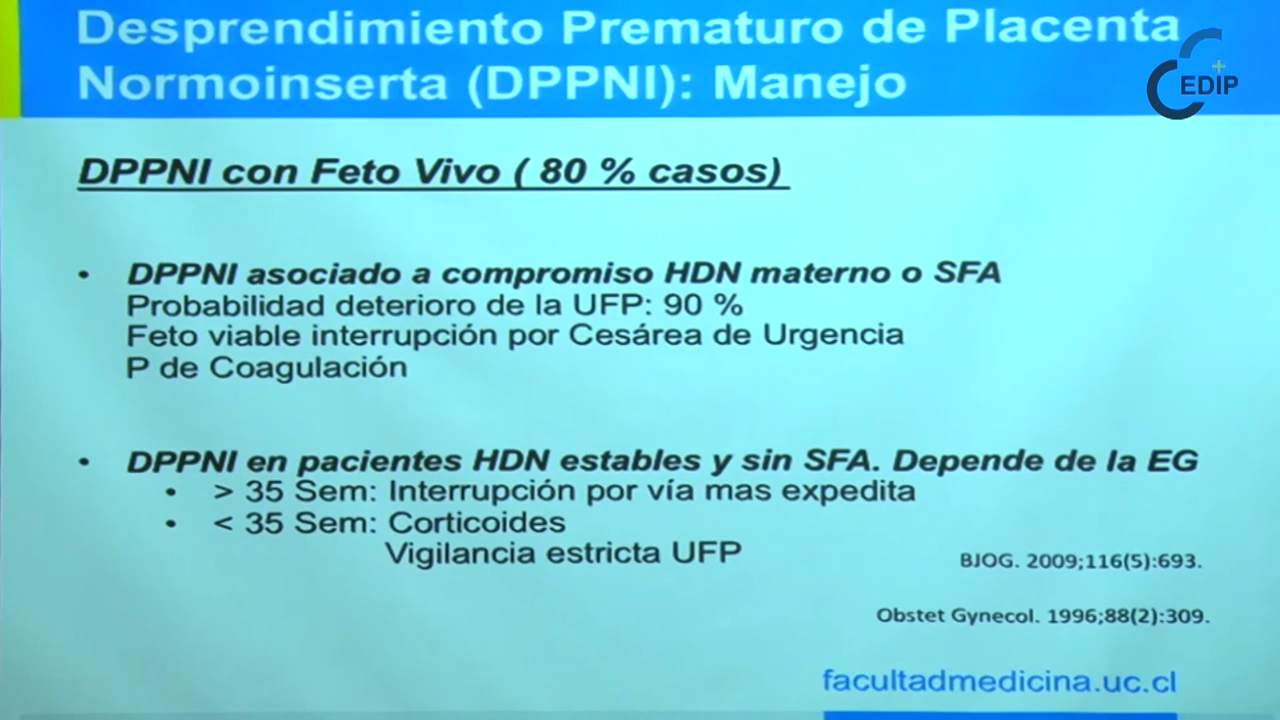 Desprendimiento Prematuro de Placenta
Normoinserta (DPPNI): Manejo
EDIP
DPPNI con Feto Vivo ( 80 % casos)
• DPPNI asociado a compromiso HDN materno o SFA
Probabilidad deterioro de la UFP: 90 %
Feto viable interrupción por Cesárea de Urgencia
P de Coagulación
• DPPNI en pacientes HDN estables y sin SFA. Depende de la EG
• > 35 Sem: Interrupción por vía mas expedita
• < 35 Sem: Corticoides
Vigilancia estricta UFP
BJOG. 2009;116(5):693.
Obstet Gynecol. 1996;88(2):309.
facultadmedicina.uc.cl